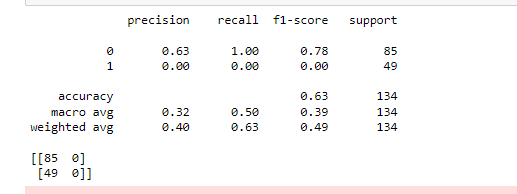 precision recall f1-score support
0 0.63 1.00 0.78 85
1 0.00 0.00 0.00 49
accuracy 0.63 134
macro avg 0.32 0.50 0.39 134
weighted avg 0.40 0.63 0.49 134
[[85 0]
[49 0]]